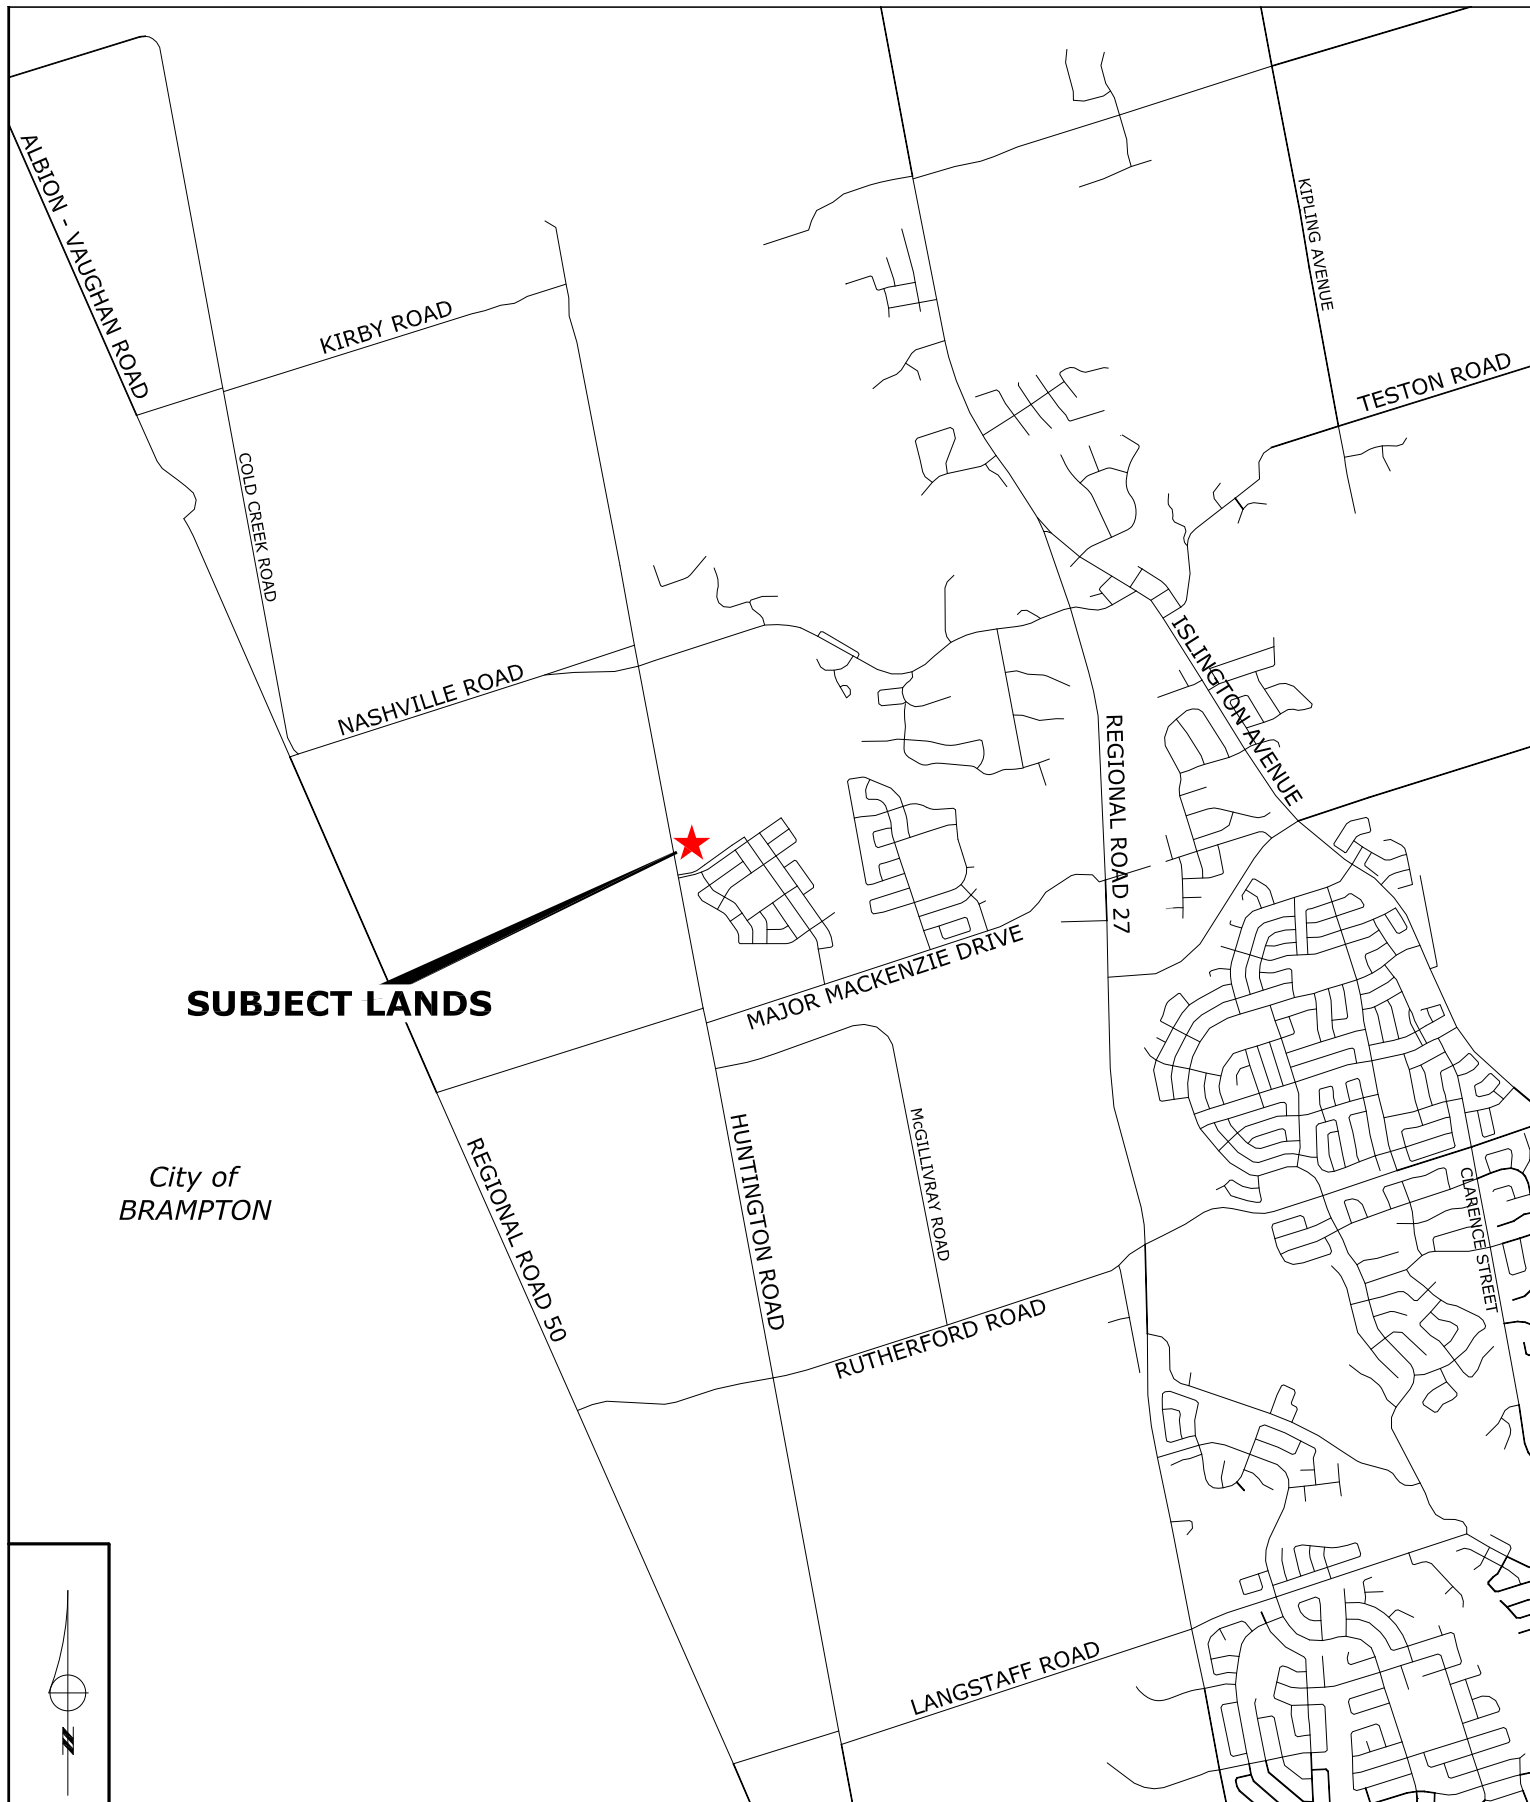 ALBION - VAUGHAN ROAD
KIPLING AVENUE
KIRBY ROAD
TESTON ROAD
COLD CREEK ROAD
ISLINGTON AVENUE
NASHVILLE ROAD
REGIONAL ROAD 27
MAJOR MACKENZIE DRIVE
SUBJECT LANDS
McGILLIVRAY ROAD
HUNTINGTON ROAD
REGIONAL ROAD 50
City of
BRAMPTON
CLARENCE STREET
RUTHERFORD ROAD
LANGSTAFF ROAD
N